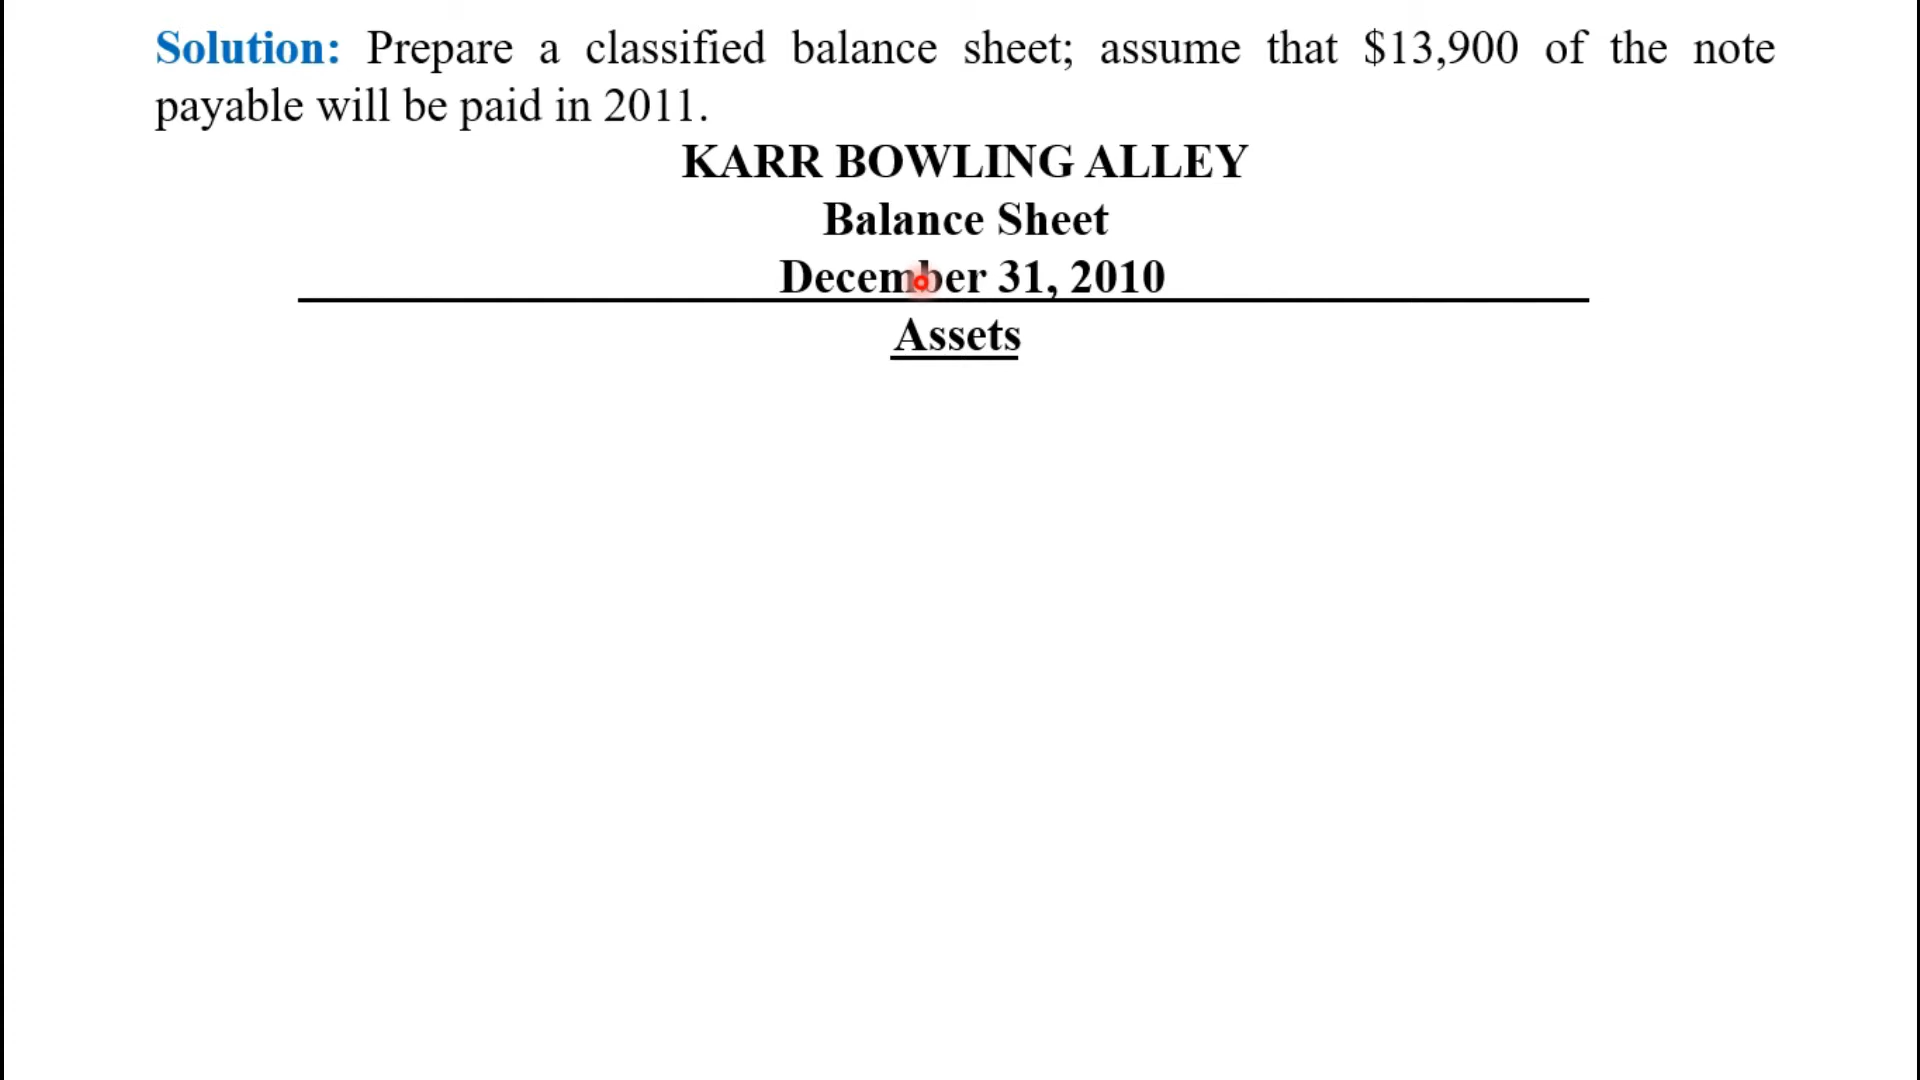 Solution: Prepare a classified balance sheet; assume that $13,900 of the note
payable will be paid in 2011.
KARR BOWLING ALLEY
Balance Sheet
December 31, 2010
Assets